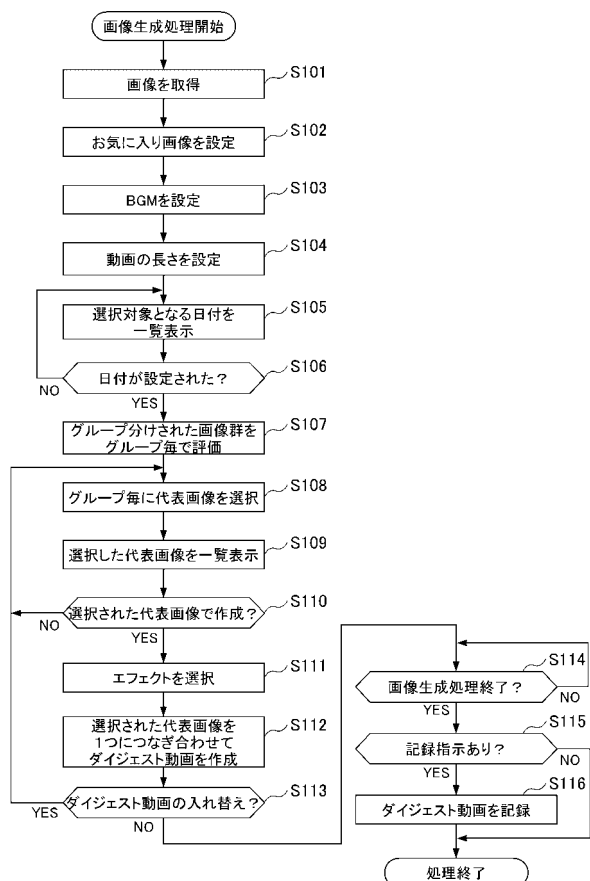 画像生成処理開始
画像を取得
S101
お気に入り画像を設定
S102
BGMを設定
S103
動画の長さを設定
S104
選択対象となる日付を
一覧表示
S105
日付が設定された?
S106
NO
YES
グループ分けされた画像群を
グループ毎で評価
S107
グループ毎に代表画像を選択
S108
選択した代表画像を一覧表示
S109
選択された代表画像で作成?
S110
NO
YES
エフェクトを選択
S111
選択された代表画像を
1つにつなぎ合わせて
ダイジェスト動画を作成
S112
ダイジェスト動画の入れ替え?
S113
YES
NO
画像生成処理終了?
S114
NO
YES
記録指示あり?
S115
NO
YES
ダイジェスト動画を記録
S116
処理終了